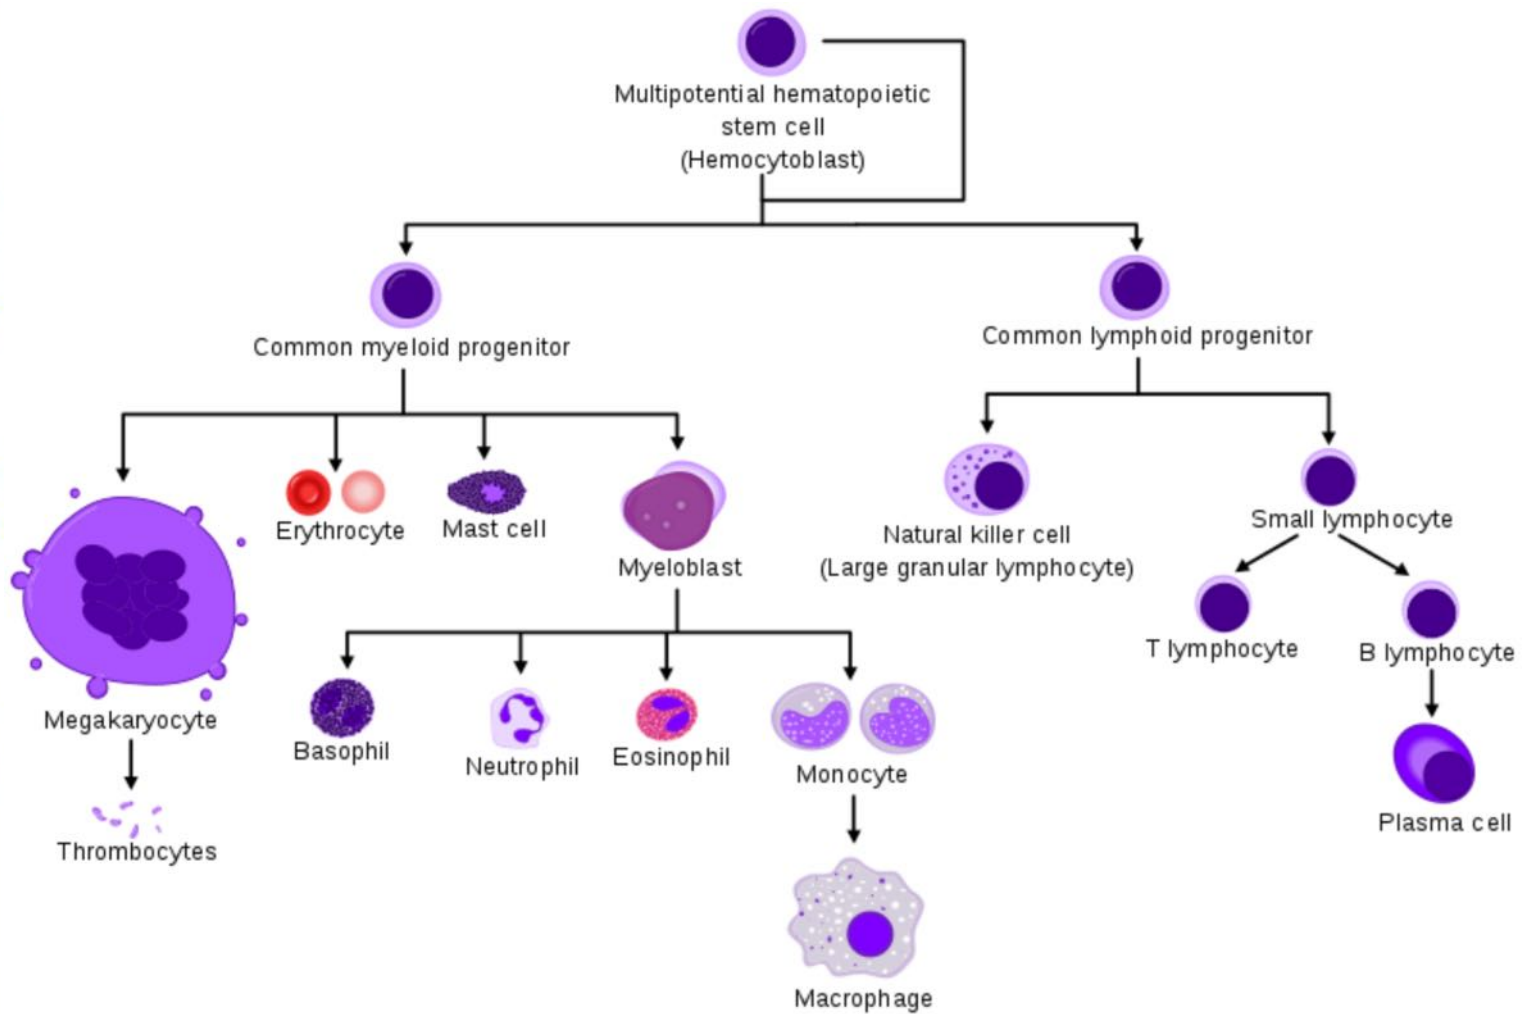 Multipotential hematopoietic
stem cell
(Hemocytoblast)
Common myeloid progenitor
Common lymphoid progenitor
Erythrocyte
Mast cell
Myeloblast
Natural killer cell
(Large granular lymphocyte)
Small lymphocyte
T lymphocyte
B lymphocyte
Megakaryocyte
Basophil
Neutrophil
Eosinophil
Monocyte
Plasma cell
Thrombocytes
Macrophage